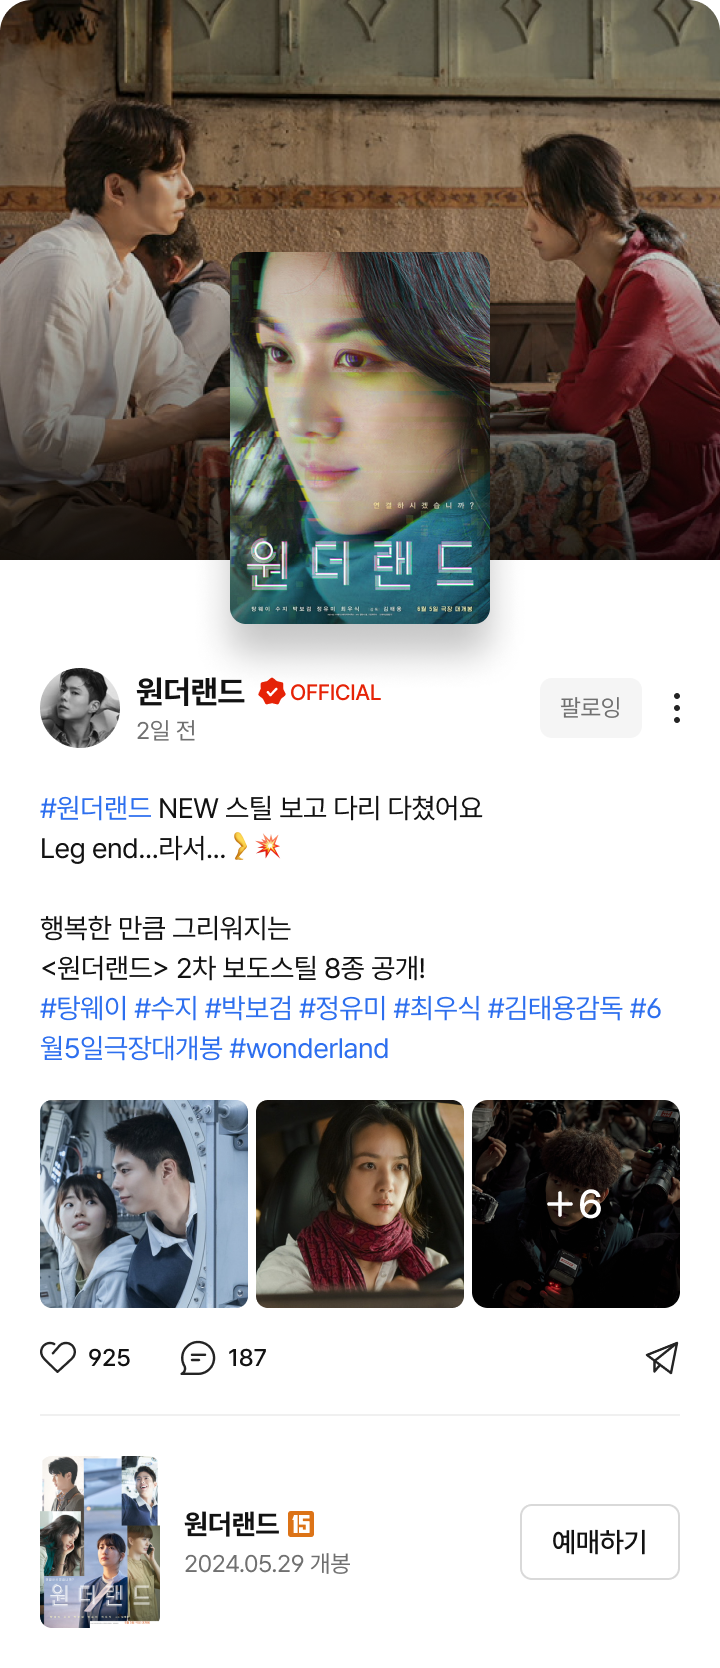 연결하시겠습니까?
원더랜드
탕웨이 수지 박보검 정유미 최우식 김태용 6월 5일 극장 대개봉
원더랜드 OFFICIAL
2일 전
팔로잉
#원더랜드 NEW 스틸 보고 다리 다쳤어요
Leg end...라서...🦵💥
행복한 만큼 그리워지는
<원더랜드> 2차 보도스틸 8종 공개!
#탕웨이 #수지 #박보검 #정유미 #최우식 #김태용감독 #6
월5일극장대개봉 #wonderland
+6
925 187
원더랜드
원더랜드 15
2024.05.29 개봉
예매하기